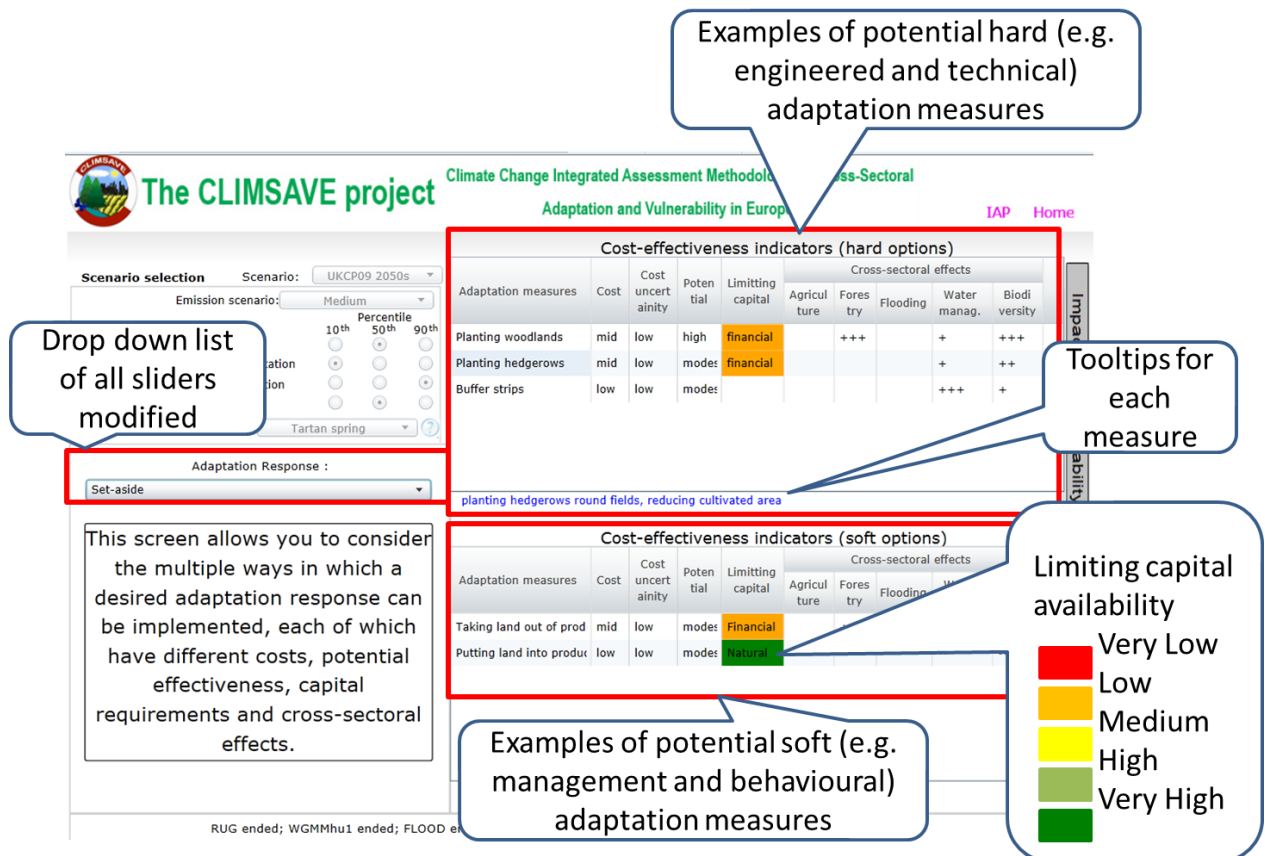 Examples of potential hard (e.g.
engineered and technical)
adaptation measures
CLIMSAVE
The CLIMSAVE project
Climate Change Integrated Assessment
Adaptation and Vulnerability in
IAP Home
Scenario selection Scenario: UKCP09 2050s
Emission scenario: Medium
Percentile
10th 50th 90th
Tartan spring
?
Drop down list
of all sliders
modified
Adaptation Response :
Set-aside
This screen allows you to consider
the multiple ways in which a
desired adaptation response can
be implemented, each of which
have different costs, potential
effectiveness, capital
requirements and cross-sectoral
effects.
Cost-effectiveness indicators (hard options)
Cross-sectoral effects
Adaptation measures Cost Cost uncert ainity Poten tial Limitting capital Agricul ture Fores try Flooding Water manag. Biodi versity
Planting woodlands mid low high financial +++ + +++
Planting hedgerows mid low modes financial + ++
Buffer strips low low modes +++ +
planting hedgerows round fields, reducing cultivated area
Tooltips for
each
measure
Cost-effectiveness indicators (soft options)
Cross-sectoral effects
Adaptation measures Cost Cost uncert ainity Poten tial Limitting capital Agricul ture Fores try Flooding
Taking land out of prod mid low modes Financial
Putting land into produc low low modes Natural
Limiting capital
availability
Very Low
Low
Medium
High
Very High
Examples of potential soft (e.g.
management and behavioural)
adaptation measures
RUG ended; WGMMhu1 ended; FLOOD